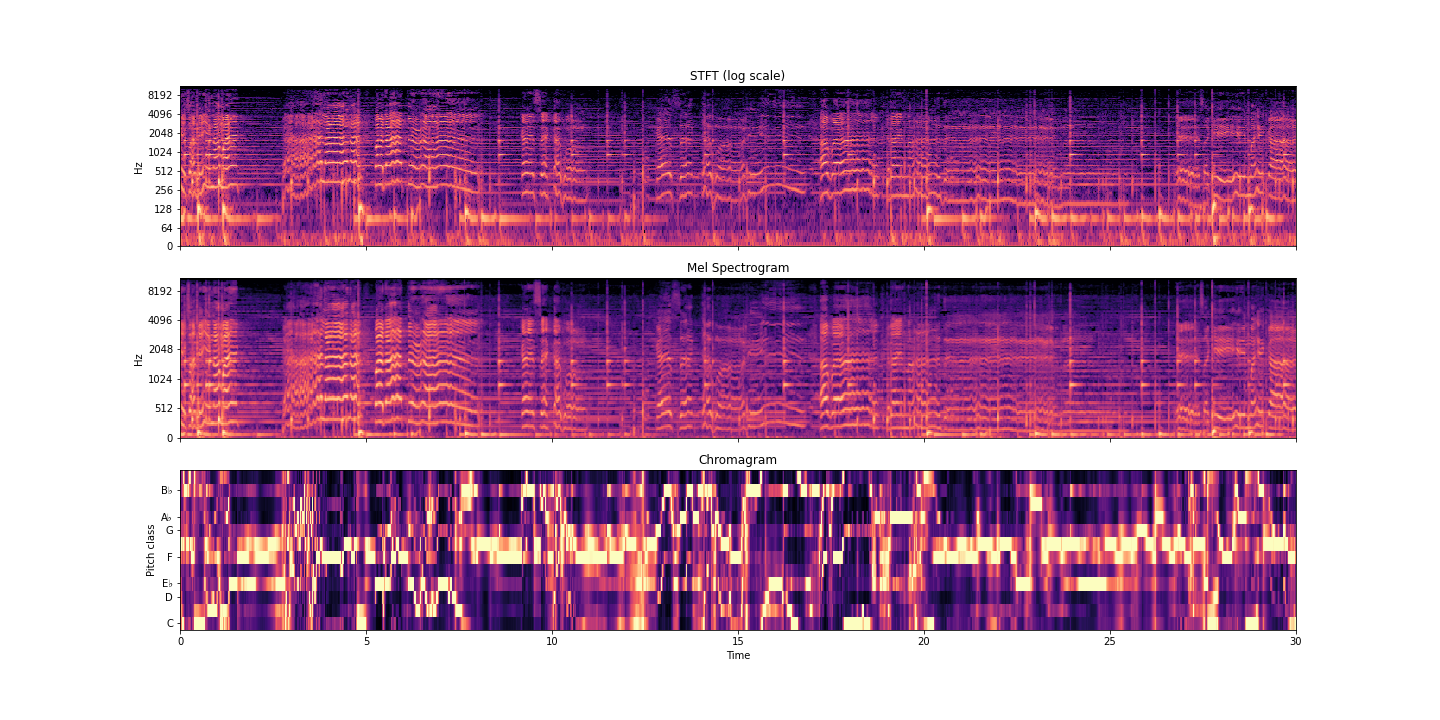 STFT (log scale)
8192
4096
2048
1024
512
256
128
64
0
Hz
Mel Spectrogram
8192
4096
2048
1024
512
0
Hz
Chromagram
B♭
A♭
G
F
E♭
D
C
Pitch class
0 5 10 15 20 25 30
Time